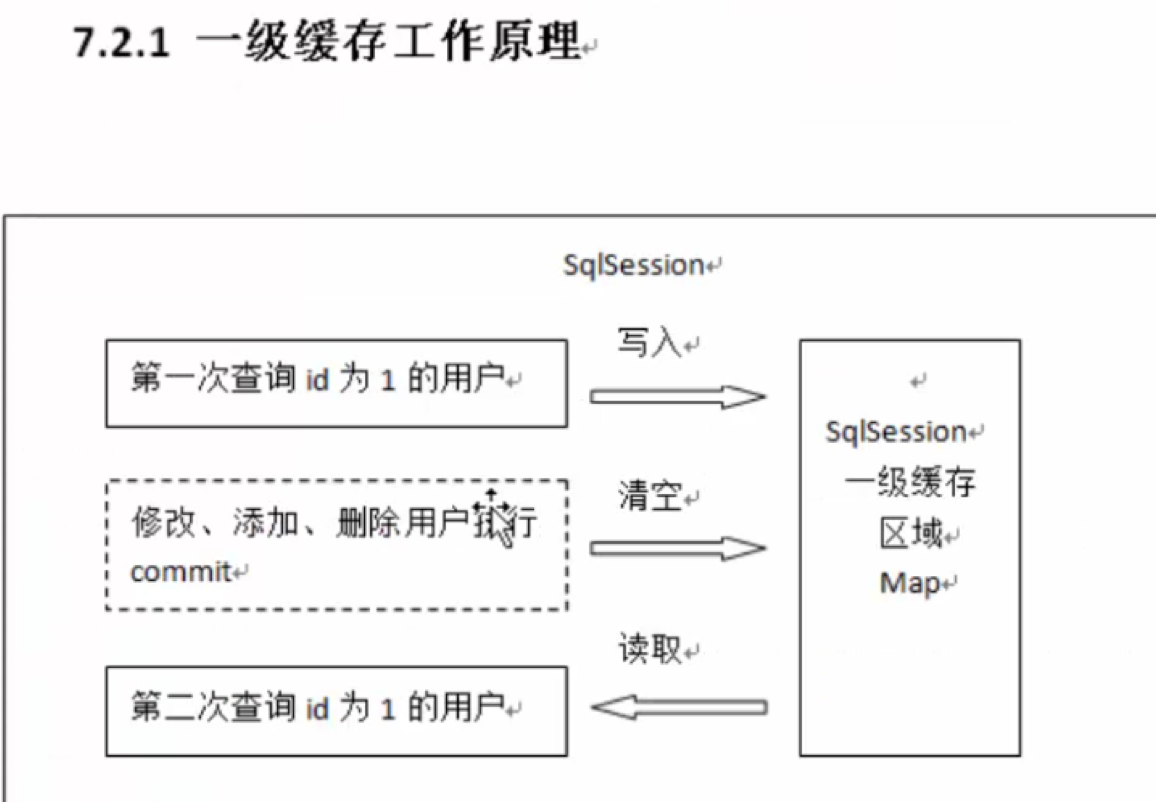 7.2.1 一级缓存工作原理
SqlSession
第一次查询 id 为 1 的用户
写入
SqlSession
一级缓存
区域
Map
修改、添加、删除用户执行
commit
清空
第二次查询 id 为 1 的用户
读取